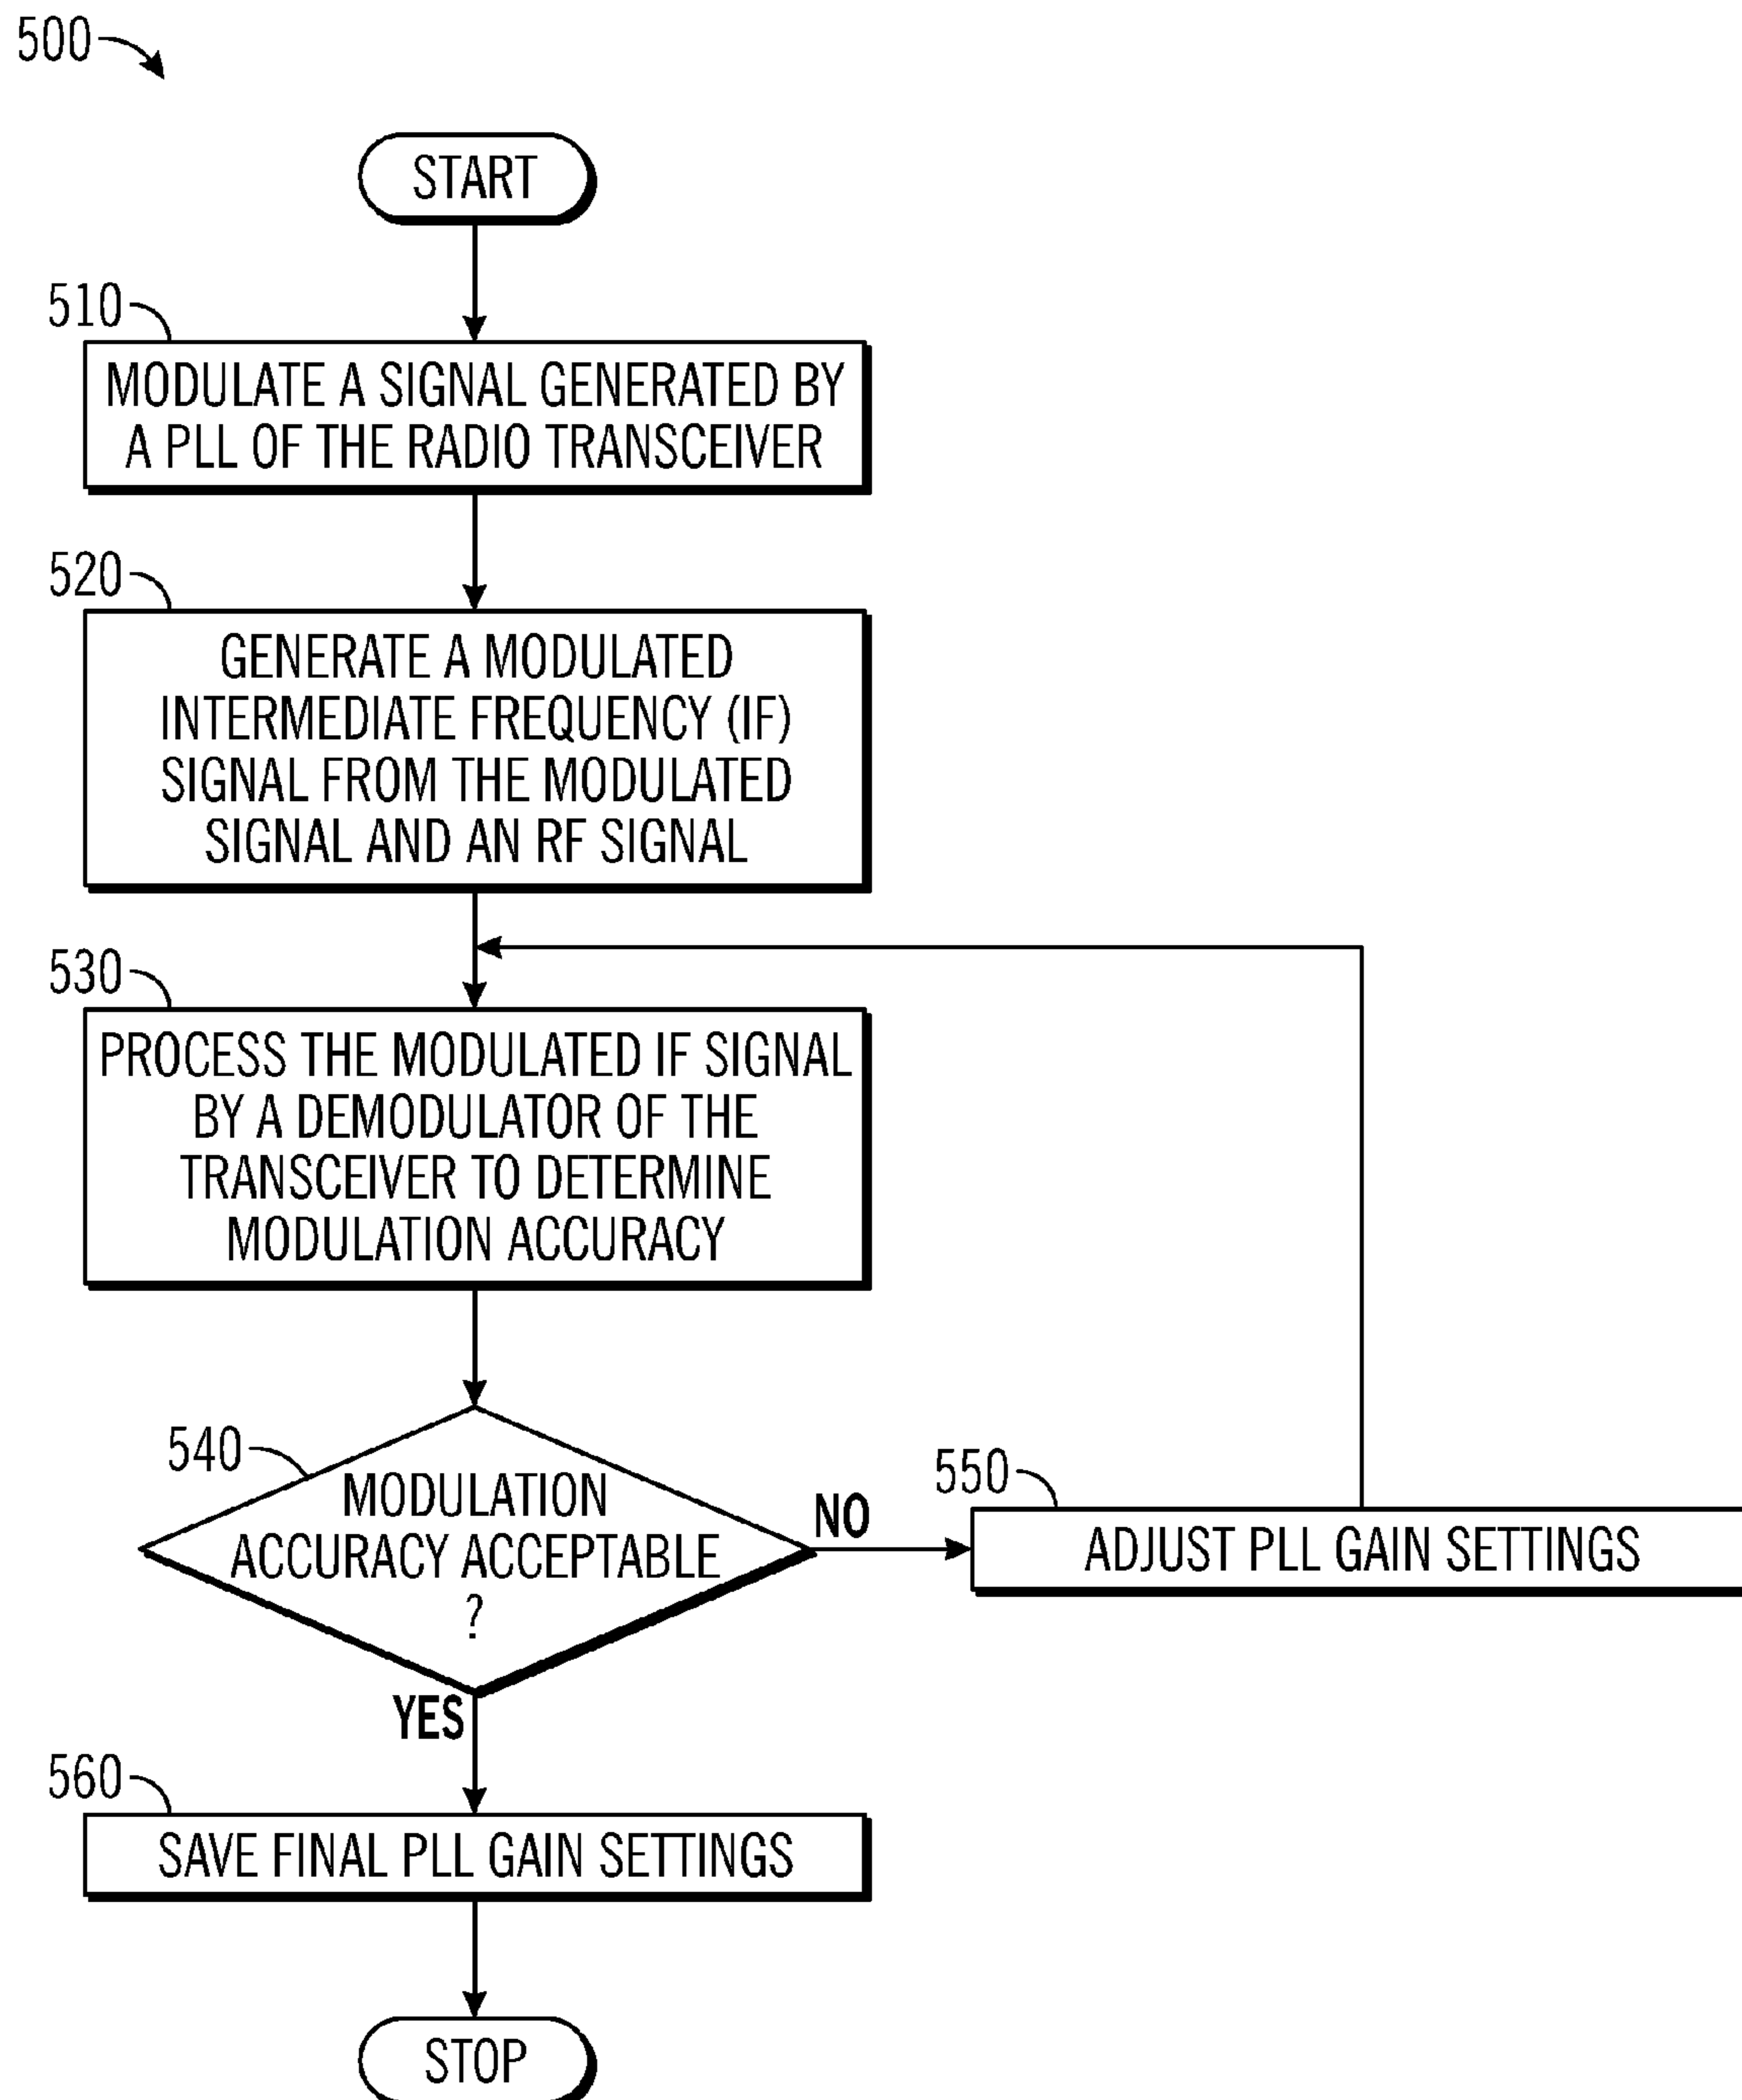 500
START
510
MODULATE A SIGNAL GENERATED BY
A PLL OF THE RADIO TRANSCEIVER
520
GENERATE A MODULATED
INTERMEDIATE FREQUENCY (IF)
SIGNAL FROM THE MODULATED
SIGNAL AND AN RF SIGNAL
530
PROCESS THE MODULATED IF SIGNAL
BY A DEMODULATOR OF THE
TRANSCEIVER TO DETERMINE
MODULATION ACCURACY
540
MODULATION
ACCURACY ACCEPTABLE
?
NO
550
ADJUST PLL GAIN SETTINGS
YES
560
SAVE FINAL PLL GAIN SETTINGS
STOP